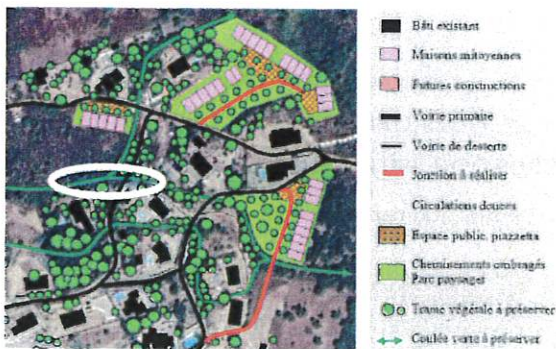 Bâti existant
Maisons mitoyennes
Futures constructions
Voirie primaire
Voirie de desserte
Jonction à réaliser
Circulations douces
Espace public, piazzetta
Cheminements ombragés
Parc paysager
Trame végétale à préserver
Coulée verte à préserver